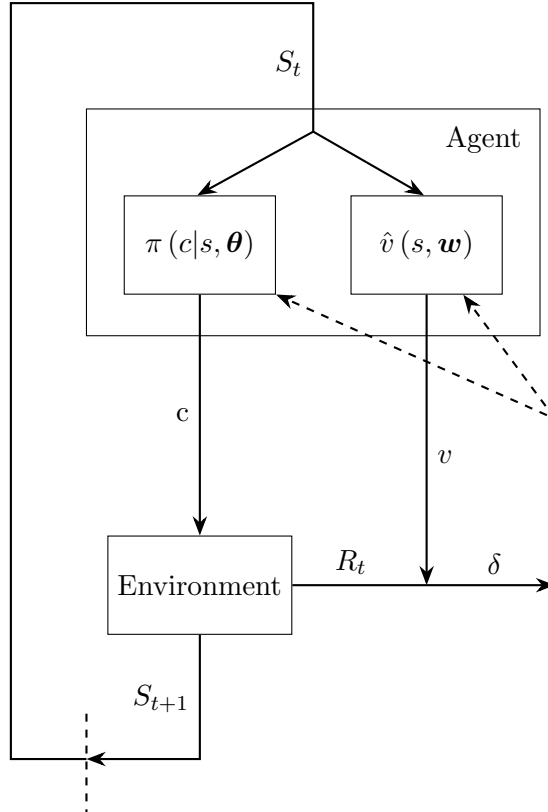 S_t
Agent
π (c|s, θ)
v̂ (s, w)
c
v
Environment
R_t
δ
S_{t+1}